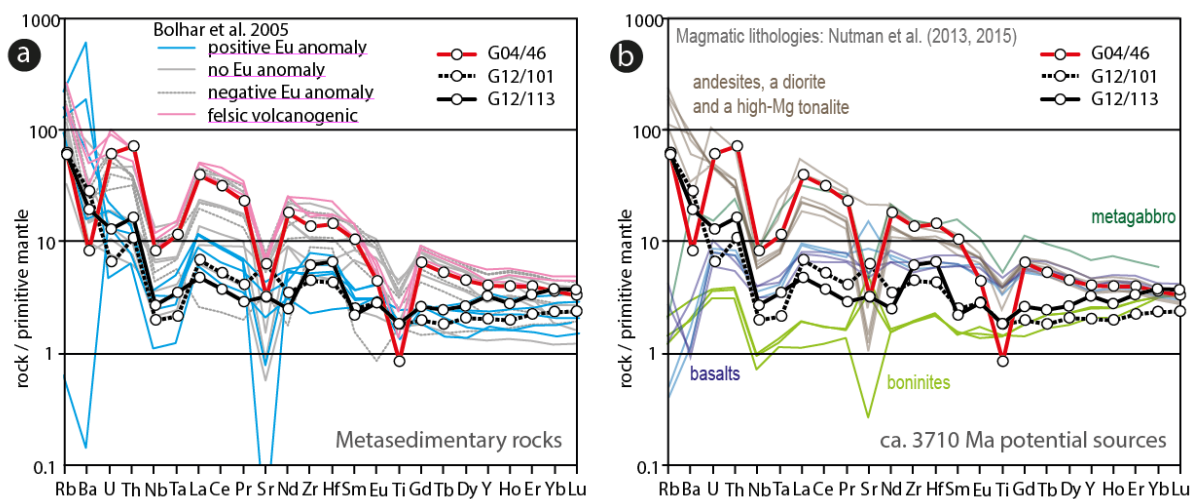 a
Bolhar et al. 2005
positive Eu anomaly
no Eu anomaly
negative Eu anomaly
felsic volcanogenic
G04/46
G12/101
G12/113
1000
100
10
1
0.1
rock / primitive mantle
Metasedimentary rocks
Rb Ba U Th Nb Ta La Ce Pr Sr Nd Zr Hf Sm Eu Ti Gd Tb Dy Y Ho Er Yb Lu
b
Magmatic lithologies: Nutman et al. (2013, 2015)
andesites, a diorite
and a high-Mg tonalite
G04/46
G12/101
G12/113
metagabbro
basalts
boninites
1000
100
10
1
0.1
rock / primitive mantle
ca. 3710 Ma potential sources
Rb Ba U Th Nb Ta La Ce Pr Sr Nd Zr Hf Sm Eu Ti Gd Tb Dy Y Ho Er Yb Lu